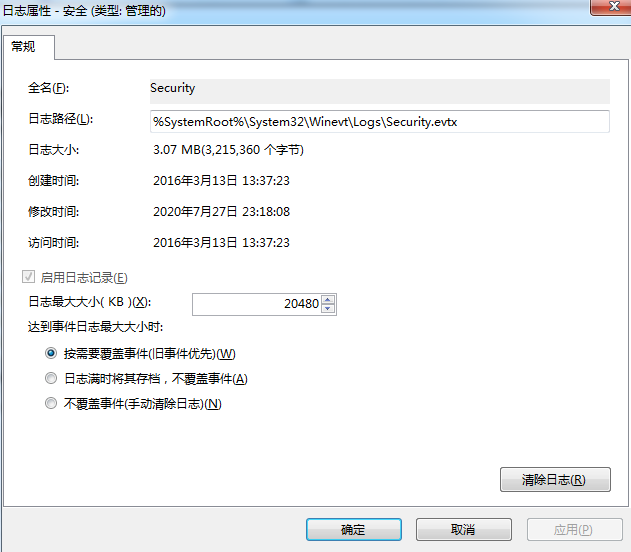 日志属性 - 安全 (类型: 管理的)
常规
全名(F): Security
日志路径(L): %SystemRoot%\System32\Winevt\Logs\Security.evtx
日志大小: 3.07 MB(3,215,360 个字节)
创建时间: 2016年3月13日 13:37:23
修改时间: 2020年7月27日 23:18:08
访问时间: 2016年3月13日 13:37:23
启用日志记录(E)
日志最大大小( KB )(X): 20480
达到事件日志最大大小时:
按需要覆盖事件(旧事件优先)(W)
日志满时将其存档，不覆盖事件(A)
不覆盖事件(手动清除日志)(N)
清除日志(R)
确定 取消 应用(P)